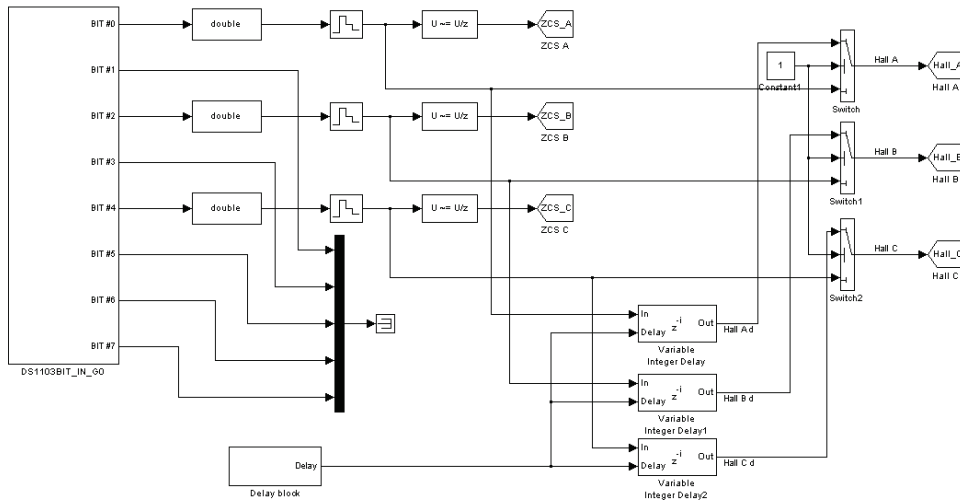 BIT #0
double
U ~= U/z
ZCS_A
ZCS A
BIT #1
BIT #2
double
U ~= U/z
ZCS_B
ZCS B
BIT #3
BIT #4
double
U ~= U/z
ZCS_C
ZCS C
BIT #5
BIT #6
BIT #7
DS1103BIT_IN_G0
1
Constant1
Switch
Hall A
Hall_A
Hall A
Switch1
Hall B
Hall_B
Hall B
Switch2
Hall C
Hall_C
Hall C
In
Delay
z-i
Out
Hall A d
Variable
Integer Delay
In
Delay
z-i
Out
Hall B d
Variable
Integer Delay1
In
Delay
z-i
Out
Hall C d
Variable
Integer Delay2
Delay
Delay block